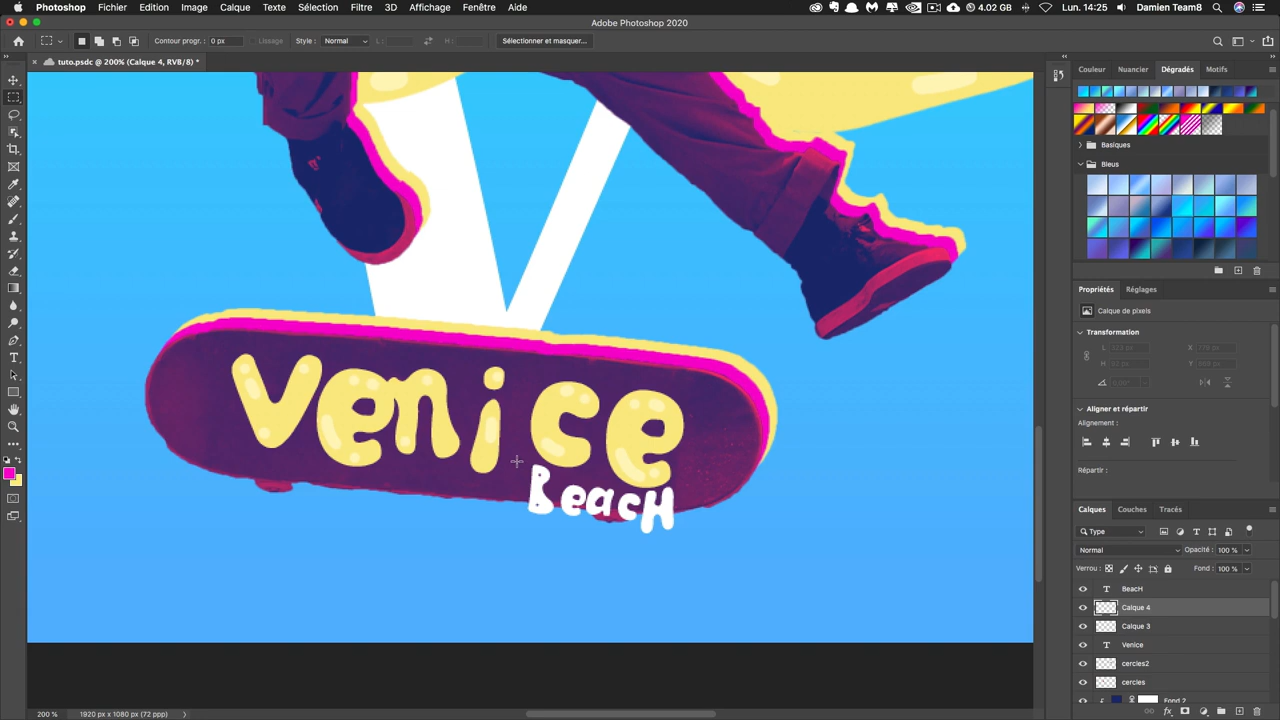 Photoshop Fichier Edition Image Calque Texte Sélection Filtre 3D Affichage Fenêtre Aide 4.02 GB Lun. 14:25 Damien Team8
Adobe Photoshop 2020
Contour progr. : 0 px Lissage Style : Normal L : H : Sélectionner et masquer...
tuto.psdc @ 200% (Calque 4, RVB/8) *
Couleur Nuancier Dégradés Motifs
Basiques
Bleus
Propriétés Réglages
Calque de pixels
Transformation
Aligner et répartir
Alignement :
Répartir :
Calques Couches Tracés
Type
Normal Opacité : 100 %
Verrou : Fond : 100 %
BeacH
Calque 4
Calque 3
Venice
cercles2
cercles
Fond 2
Venice
BeacH
200 % 1920 px x 1080 px (72 ppp)